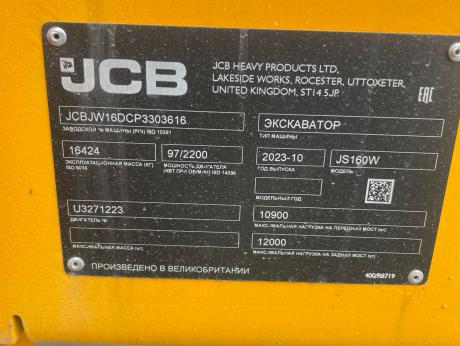 JCB
JCB HEAVY PRODUCTS LTD,
LAKESIDE WORKS, ROCESTER, UTTOXETER,
UNITED KINGDOM, ST14 5JP.
EAC
JCBJW16DCP3303616
ЗАВОДСКОЙ № МАШИНЫ (PIN) ISO 10261
ЭКСКАВАТОР
ТИП МАШИНЫ
16424
ЭКСПЛУАТАЦИОННАЯ МАССА (КГ)
ISO 6016
97/2200
МОЩНОСТЬ ДВИГАТЕЛЯ
(КВТ ПРИ ОБ/МИН) ISO 14396
2023-10
ГОД ВЫПУСКА
JS160W
МОДЕЛЬ
МОДЕЛЬНЫЙ ГОД
U3271223
ДВИГАТЕЛЬ №
10900
МАКСИМАЛЬНАЯ НАГРУЗКА НА ПЕРЕДНИЙ МОСТ (кг)
МАКСИМАЛЬНАЯ МАССА (кг)
12000
МАКСИМАЛЬНАЯ НАГРУЗКА НА ЗАДНИЙ МОСТ (кг)
ПРОИЗВЕДЕНО В ВЕЛИКОБРИТАНИИ
400/R8719